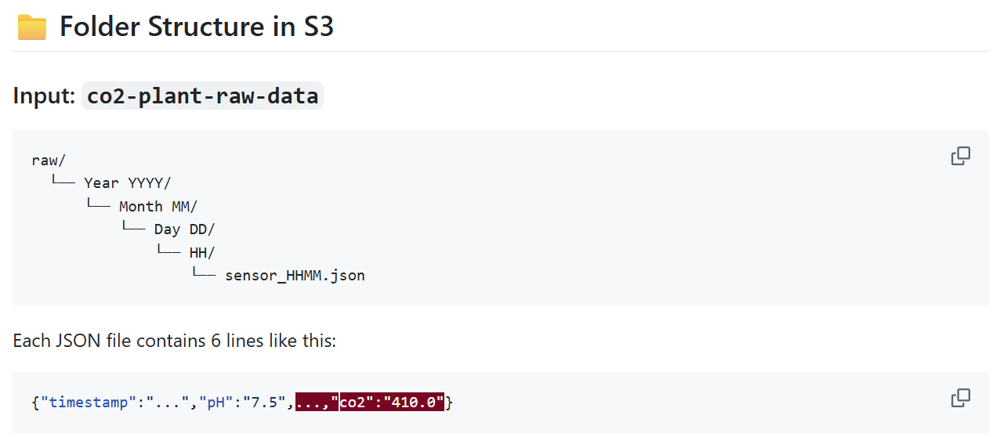 Folder Structure in S3
Input: co2-plant-raw-data
raw/
└── Year YYYY/
└── Month MM/
└── Day DD/
└── HH/
└── sensor_HHMM.json
Each JSON file contains 6 lines like this:
{"timestamp":"...","pH":"7.5",...,"co2":"410.0"}